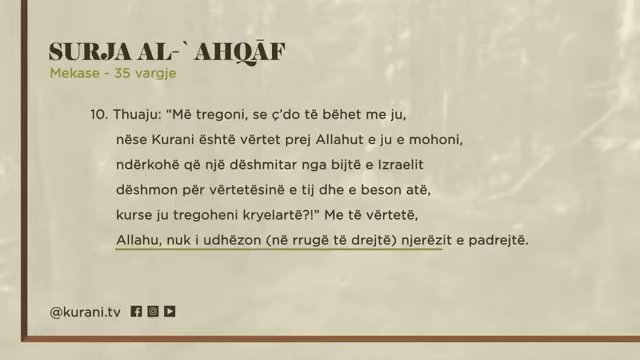 SURJA AL-`AHQĀF
Mekase - 35 vargje
10. Thuaju: “Më tregoni, se ç’do të bëhet me ju,
nëse Kurani është vërtet prej Allahut e ju e mohoni,
ndërkohë që një dëshmitar nga bijtë e Izraelit
dëshmon për vërtetësinë e tij dhe e beson atë,
kurse ju tregoheni kryelartë?!” Me të vërtetë,
Allahu, nuk i udhëzon (në rrugë të drejtë) njerëzit e padrejtë.
@kurani.tv